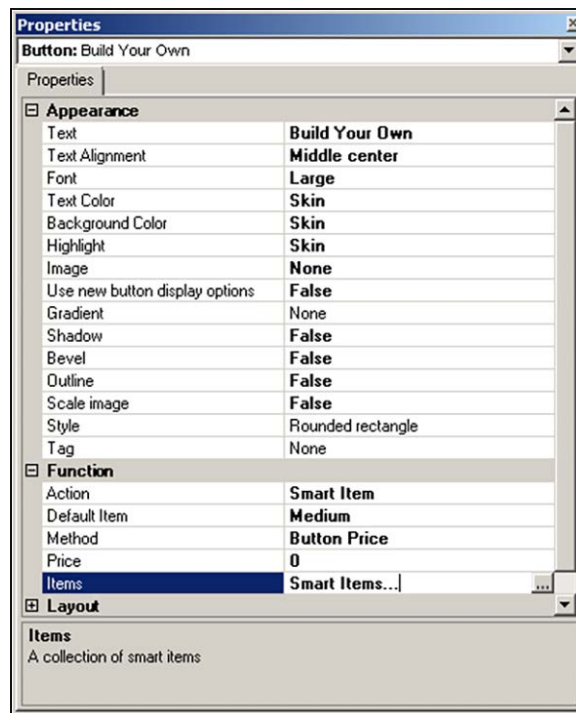 Properties
Button: Build Your Own
Properties
Appearance
Text Build Your Own
Text Alignment Middle center
Font Large
Text Color Skin
Background Color Skin
Highlight Skin
Image None
Use new button display options False
Gradient None
Shadow False
Bevel False
Outline False
Scale image False
Style Rounded rectangle
Tag None
Function
Action Smart Item
Default Item Medium
Method Button Price
Price 0
Items Smart Items... ...
Layout
Items
A collection of smart items